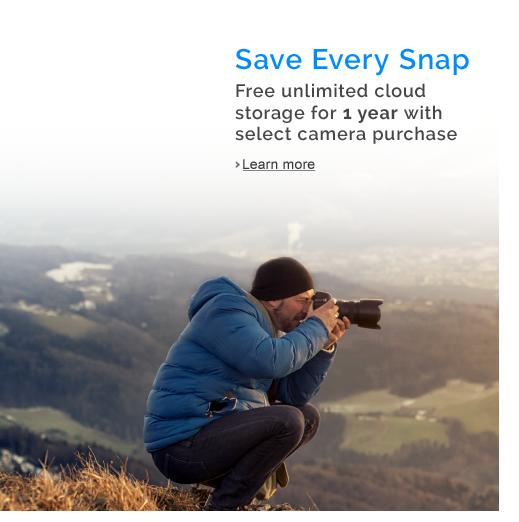 Save Every Snap
Free unlimited cloud
storage for 1 year with
select camera purchase
› Learn more